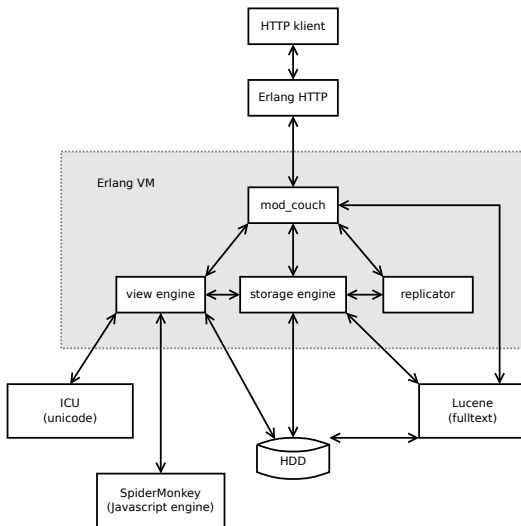 HTTP klient
Erlang HTTP
Erlang VM
mod_couch
view engine
storage engine
replicator
ICU
(unicode)
Lucene
(fulltext)
HDD
SpiderMonkey
(Javascript engine)